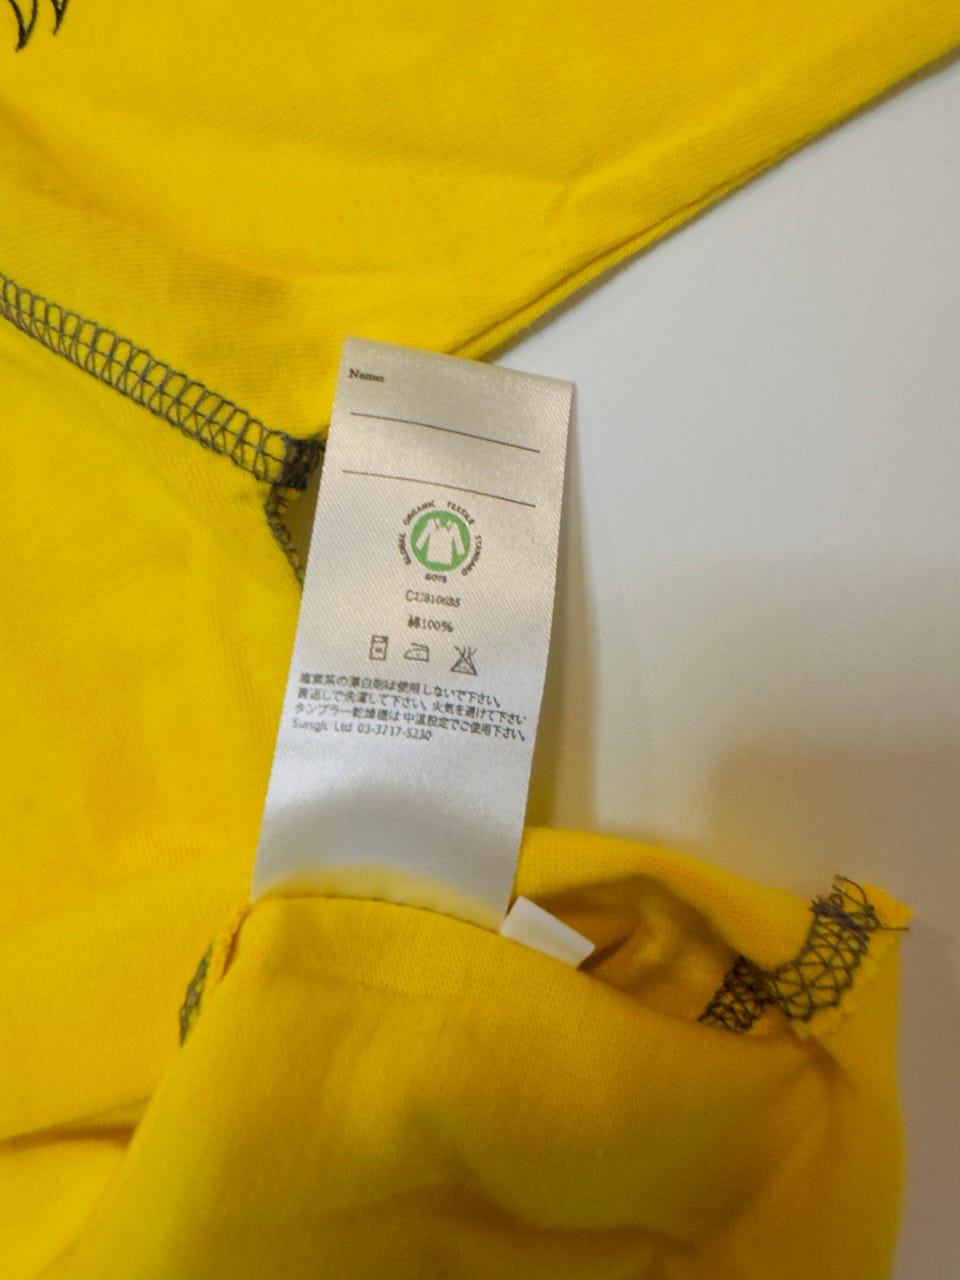 Name
GLOBAL ORGANIC TEXTILE STANDARD
GOTS
CU810635
綿100%
塩素系の漂白剤は使用しないで下さい。
裏返しで洗濯して下さい。火気を避けて下さい
タンブラー乾燥機は中温設定でご使用下さい。
Ltd 03-3717-5230